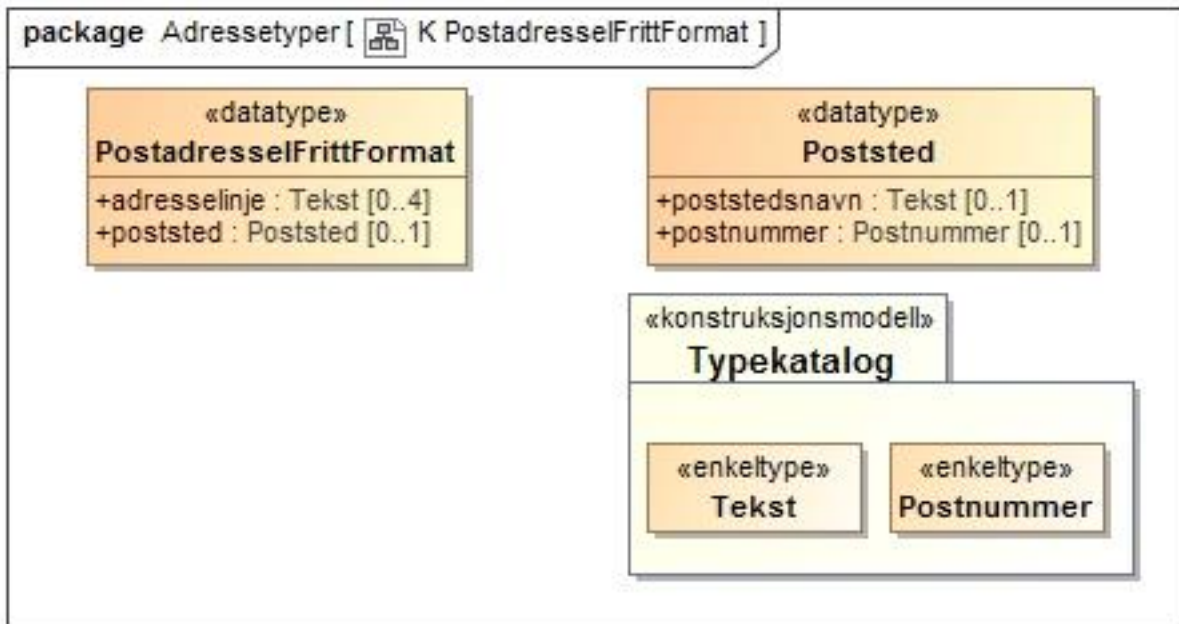 package Adressetyper [ K PostadresseIFrittFormat ]
«datatype»
PostadresseIFrittFormat
+adresselinje : Tekst [0..4]
+poststed : Poststed [0..1]
«datatype»
Poststed
+poststedsnavn : Tekst [0..1]
+postnummer : Postnummer [0..1]
«konstruksjonsmodell»
Typekatalog
«enkeltype»
Tekst
«enkeltype»
Postnummer